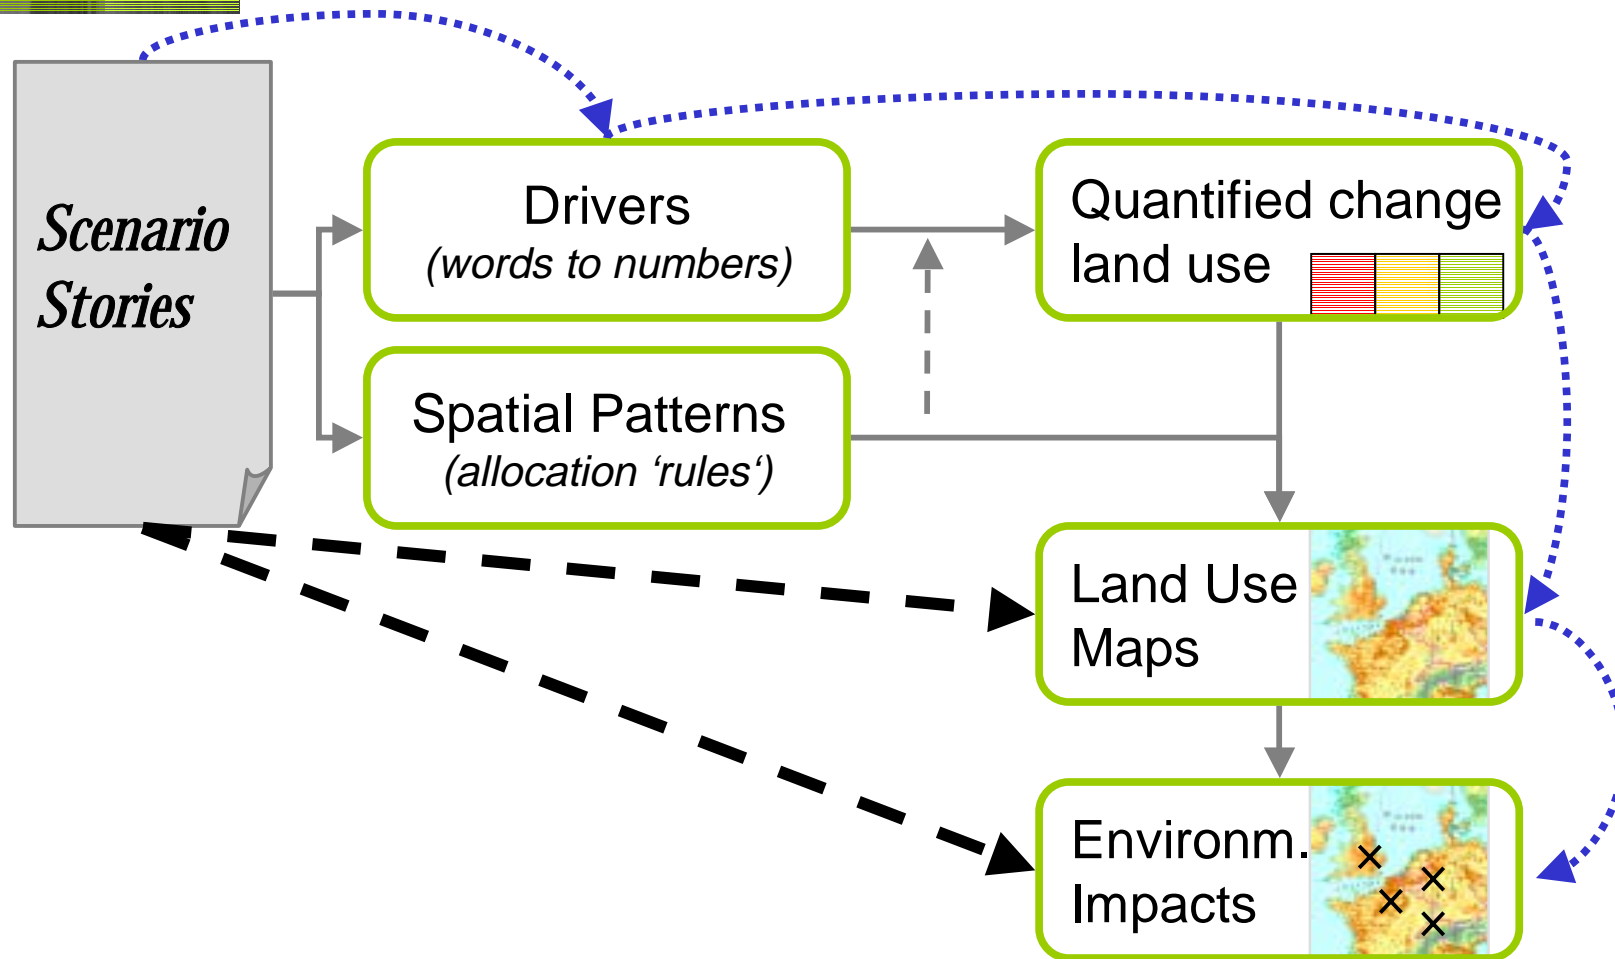 Scenario
Stories
Drivers
(words to numbers)
Spatial Patterns
(allocation ‘rules‘)
Quantified change
land use
Land Use
Maps
Environm.
Impacts